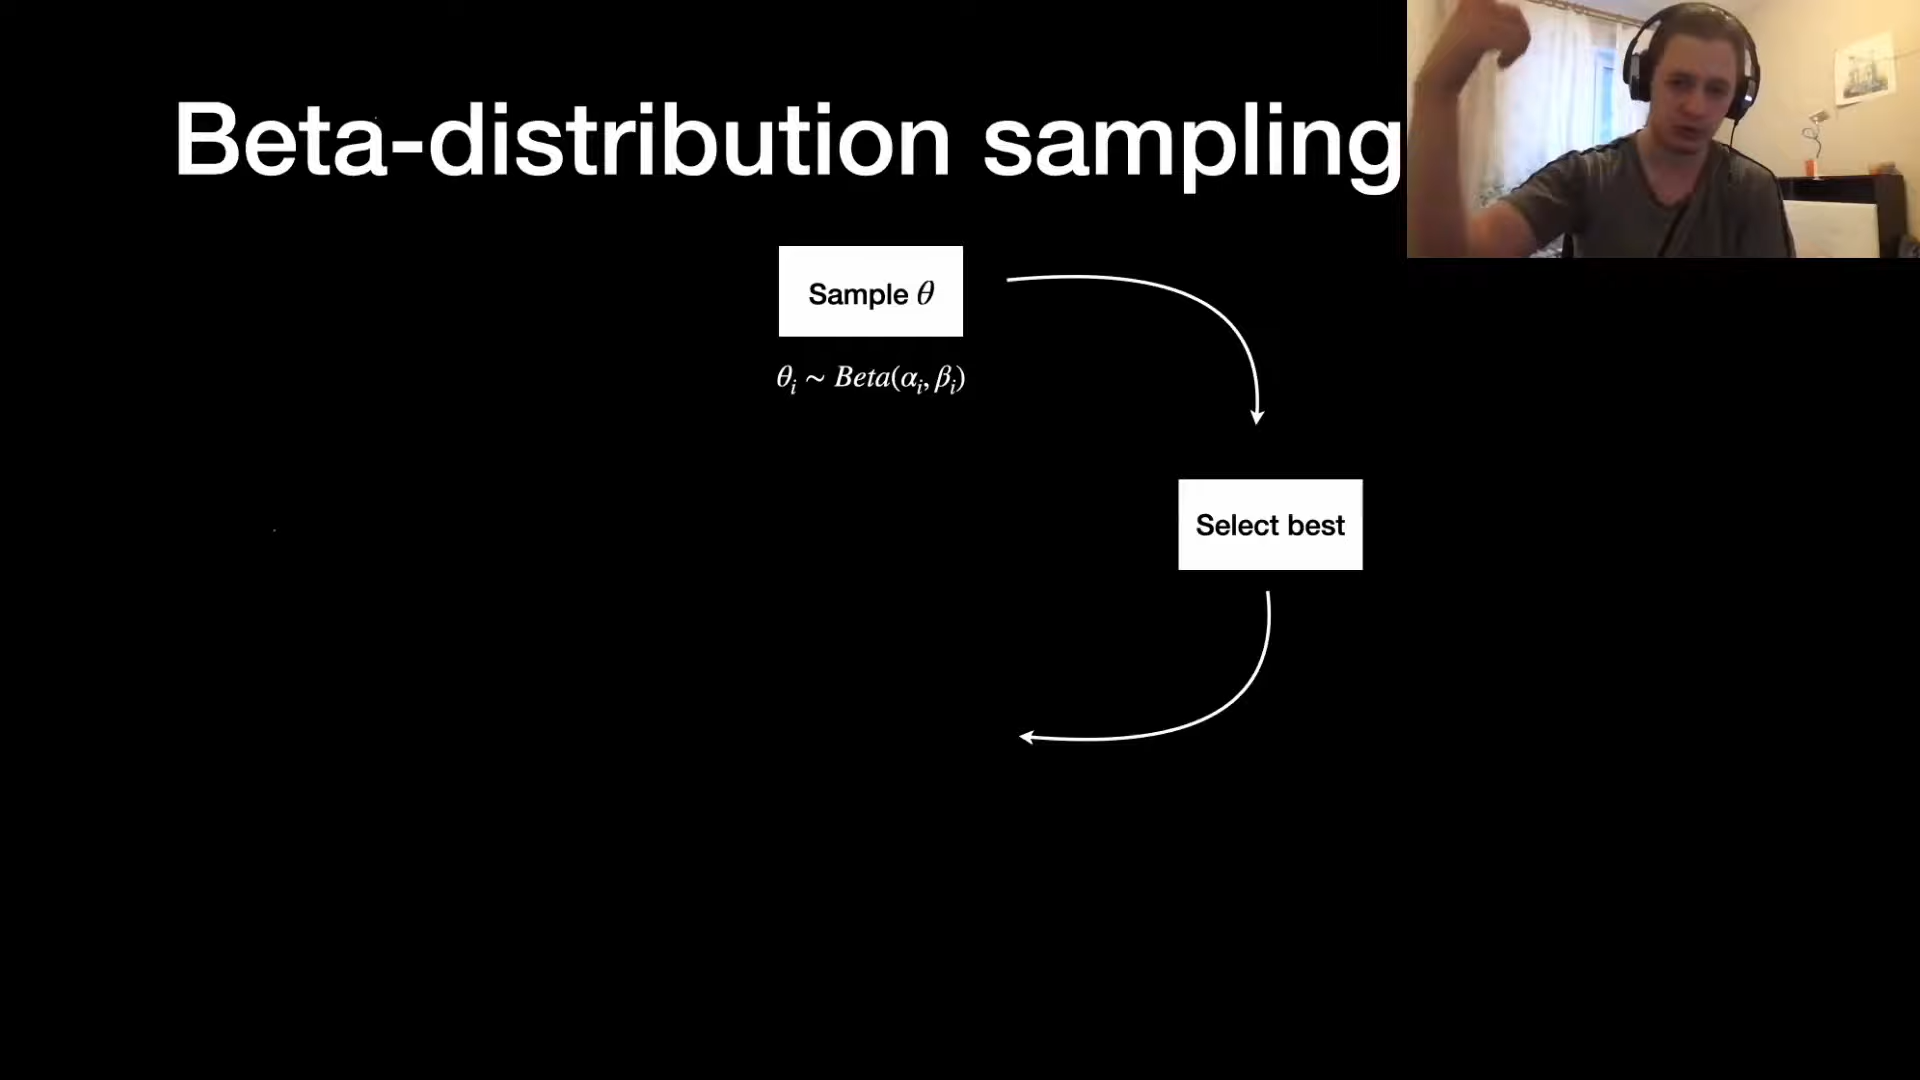 Beta-distribution sampling
Sample θ
θᵢ ~ Beta(αᵢ, βᵢ)
Select best